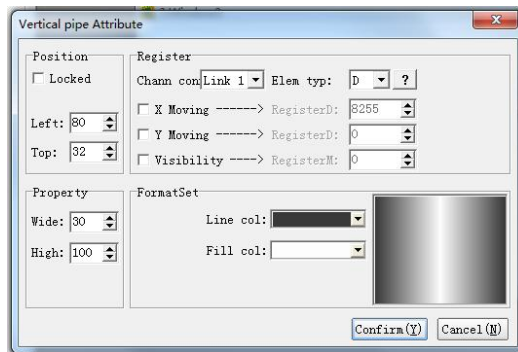 Vertical pipe Attribute
Position
Locked
Left: 80
Top: 32
Register
Chann con Link 1 Elem typ: D ?
X Moving ------> RegisterD: 8255
Y Moving ------> RegisterD: 0
Visibility ----> RegisterM: 0
Property
Wide: 30
High: 100
FormatSet
Line col:
Fill col:
Confirm(Y) Cancel(N)